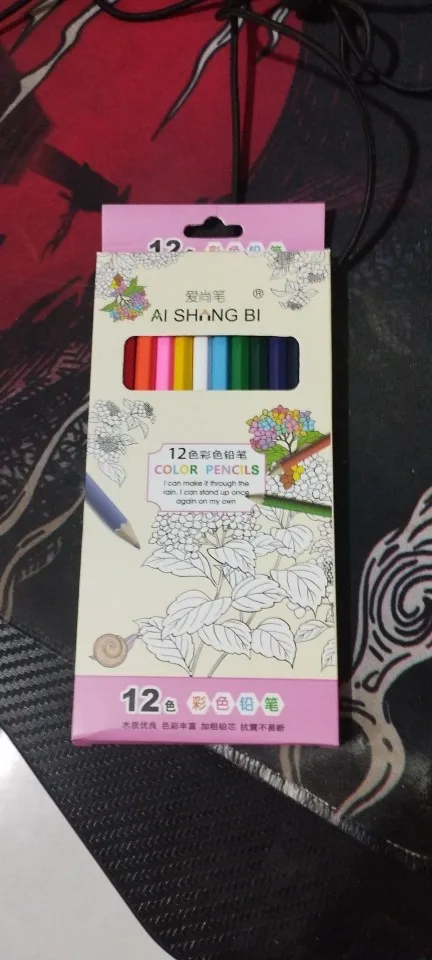 12色 彩色铅笔
爱尚笔 ®
AI SHANG BI
12色彩色铅笔
COLOR PENCILS
I can make it through the
rain. I can stand up once
again on my own
12色 彩色铅笔
木质优良 色彩丰富 加粗铅芯 抗震不易断